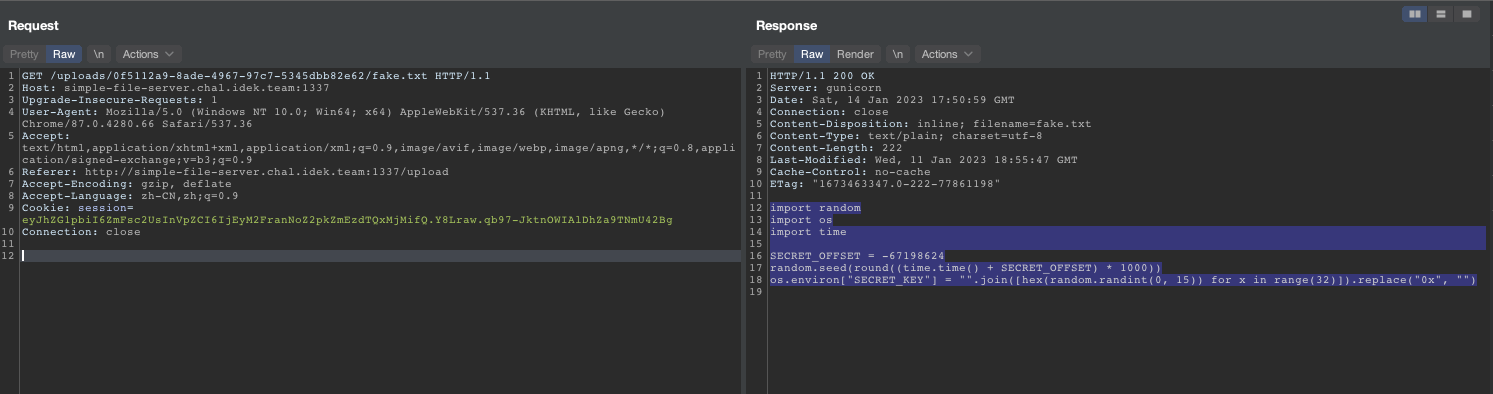 Request
Pretty Raw \n Actions
1 GET /uploads/0f5112a9-8ade-4967-97c7-5345dbb82e62/fake.txt HTTP/1.1
2 Host: simple-file-server.chal.idek.team:1337
3 Upgrade-Insecure-Requests: 1
4 User-Agent: Mozilla/5.0 (Windows NT 10.0; Win64; x64) AppleWebKit/537.36 (KHTML, like Gecko)
Chrome/87.0.4280.66 Safari/537.36
5 Accept:
text/html,application/xhtml+xml,application/xml;q=0.9,image/avif,image/webp,image/apng,*/*;q=0.8,appli
cation/signed-exchange;v=b3;q=0.9
6 Referer: http://simple-file-server.chal.idek.team:1337/upload
7 Accept-Encoding: gzip, deflate
8 Accept-Language: zh-CN,zh;q=0.9
9 Cookie: session=
eyJhZG1pbiI6ZmFsc2UsInVpZCI6IjEyM2FranNoZ2pkZmEzdTQxMjMifQ.Y8Lraw.qb97-JktnOWIAlDhZa9TNmU42Bg
10 Connection: close
11
12
Response
Pretty Raw Render \n Actions
1 HTTP/1.1 200 OK
2 Server: gunicorn
3 Date: Sat, 14 Jan 2023 17:50:59 GMT
4 Connection: close
5 Content-Disposition: inline; filename=fake.txt
6 Content-Type: text/plain; charset=utf-8
7 Content-Length: 222
8 Last-Modified: Wed, 11 Jan 2023 18:55:47 GMT
9 Cache-Control: no-cache
10 ETag: "1673463347.0-222-77861198"
11
12 import random
13 import os
14 import time
15
16 SECRET_OFFSET = -67198624
17 random.seed(round((time.time() + SECRET_OFFSET) * 1000))
18 os.environ["SECRET_KEY"] = "".join([hex(random.randint(0, 15)) for x in range(32)]).replace("0x", "")
19